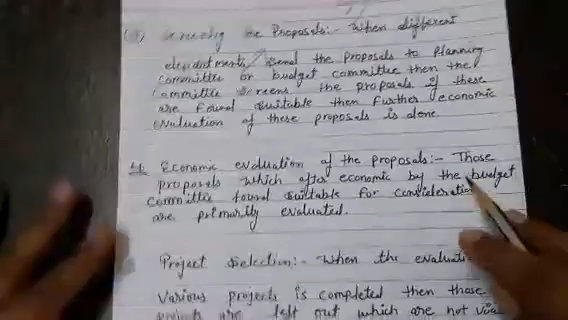 (3) Screening the Proposals:- When different
departments send the proposals to planning
committee or budget committee then the
committee screens the proposals if these
are found suitable then further economic
evaluation of these proposals is done.
4. Economic evaluation of the proposals:- Those
proposals which after economic by the budget
committee found suitable for consideration
are primarily evaluated.
Project Selection:- When the
Various projects is completed then those
projects are left out which are not